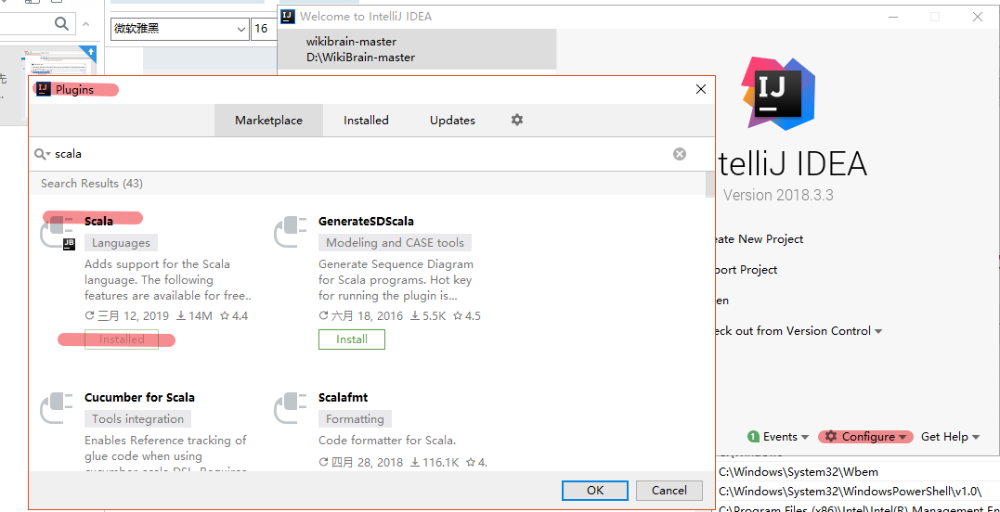 微软雅黑
16
Welcome to IntelliJ IDEA
wikibrain-master
D:\WikiBrain-master
先
..
Plugins
Marketplace
Installed
Updates
scala
Search Results (43)
Scala
Languages
Adds support for the Scala
language. The following
features are available for free..
三月 12, 2019 14M 4.4
Installed
GenerateSDScala
Modeling and CASE tools
Generate Sequence Diagram
for Scala programs. Hot key
for running the plugin is...
六月 18, 2016 5.5K 4.5
Install
Cucumber for Scala
Tools integration
Enables Reference tracking of
glue code when using
cucumber-scala DSL. Requires
Scalafmt
Formatting
Code formatter for Scala.
四月 28, 2018 116.1K 4.
OK
Cancel
IJ
telliJ IDEA
Version 2018.3.3
eate New Project
port Project
en
eck out from Version Control
1 Events
Configure
Get Help
C:\Windows\System32\Wbem
C:\Windows\System32\WindowsPowerShell\v1.0\
C:\Program Files (x86)\Intel\Intel(R) Management En